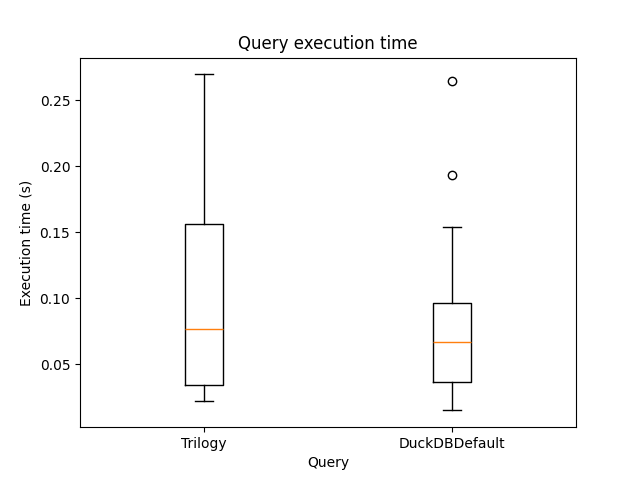 Query execution time
Execution time (s)
0.25
0.20
0.15
0.10
0.05
Trilogy
DuckDBDefault
Query